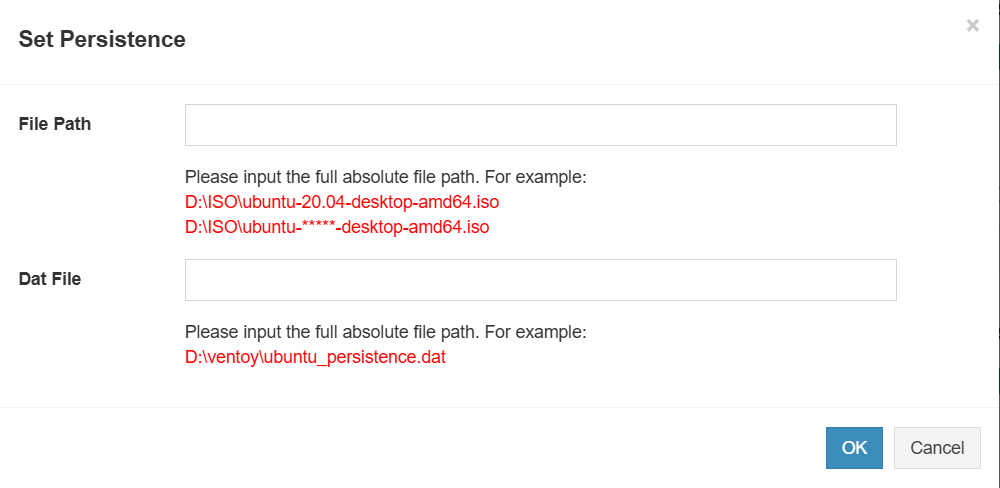 Set Persistence
×
File Path
Please input the full absolute file path. For example:
D:\ISO\ubuntu-20.04-desktop-amd64.iso
D:\ISO\ubuntu-*****-desktop-amd64.iso
Dat File
Please input the full absolute file path. For example:
D:\ventoy\ubuntu_persistence.dat
OK Cancel